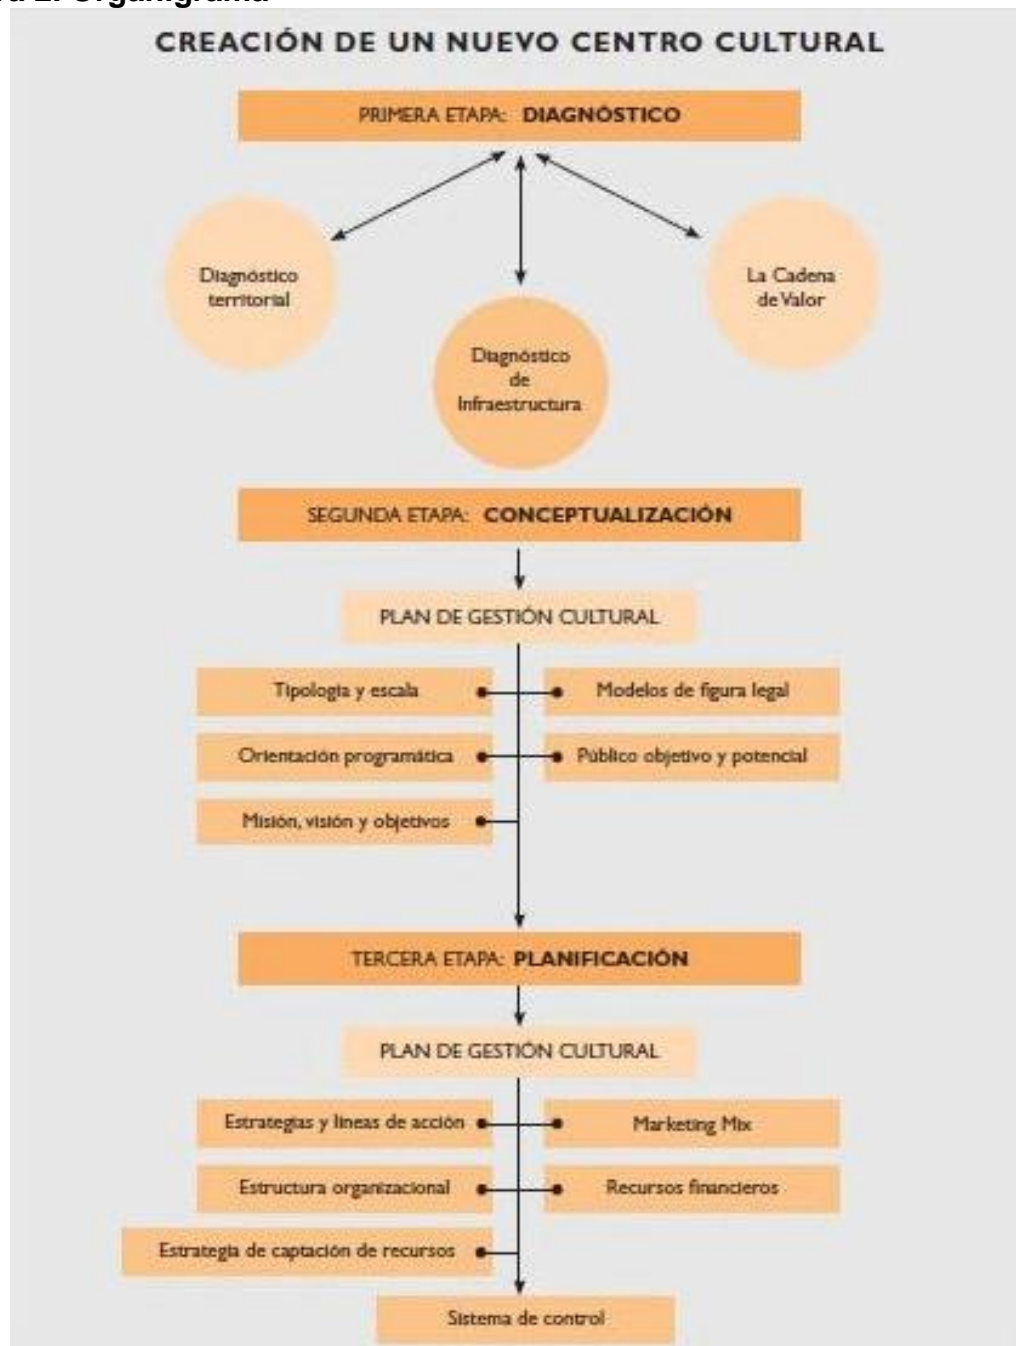 2. Organigrama
CREACIÓN DE UN NUEVO CENTRO CULTURAL
PRIMERA ETAPA: DIAGNÓSTICO
Diagnóstico
territorial
La Cadena
de Valor
Diagnóstico
de
Infraestructura
SEGUNDA ETAPA: CONCEPTUALIZACIÓN
PLAN DE GESTIÓN CULTURAL
Tipología y escala
Modelos de figura legal
Orientación programática
Público objetivo y potencial
Misión, visión y objetivos
TERCERA ETAPA: PLANIFICACIÓN
PLAN DE GESTIÓN CULTURAL
Estrategias y líneas de acción
Marketing Mix
Estructura organizacional
Recursos financieros
Estrategia de captación de recursos
Sistema de control